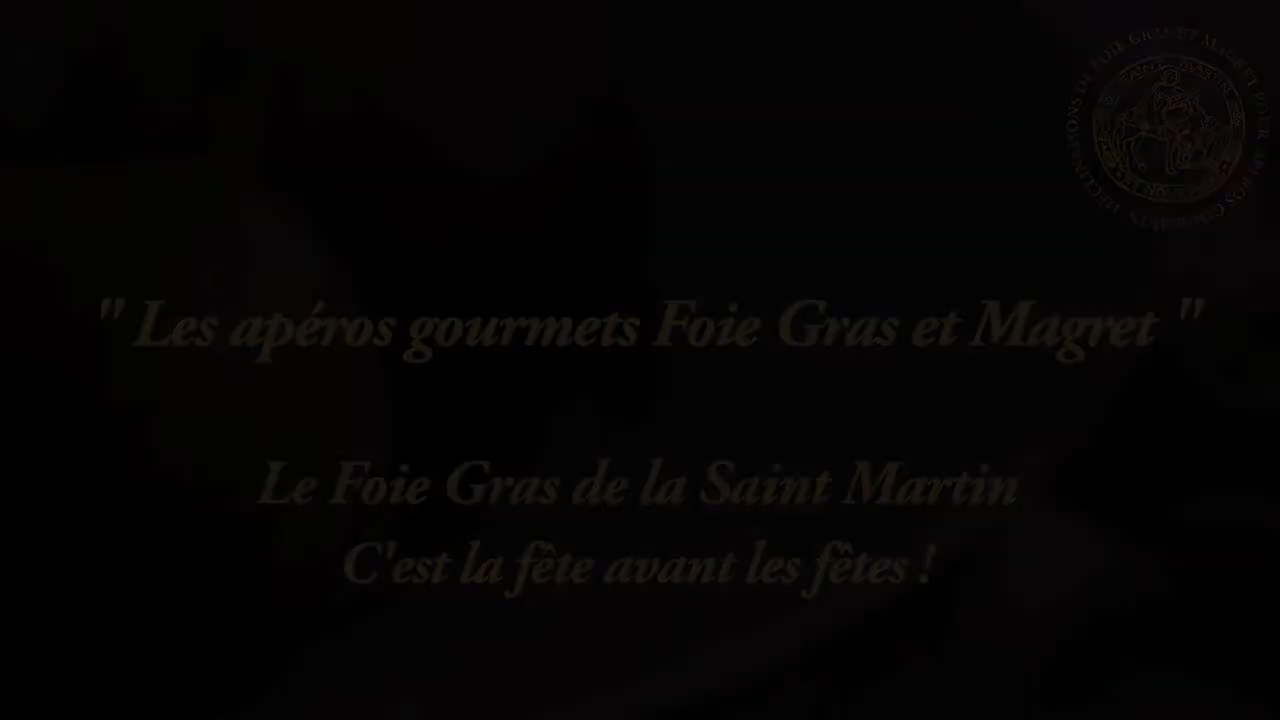 " Les apéros gourmets Foie Gras et Magret "
Le Foie Gras de la Saint Martin
C'est la fête avant les fêtes !